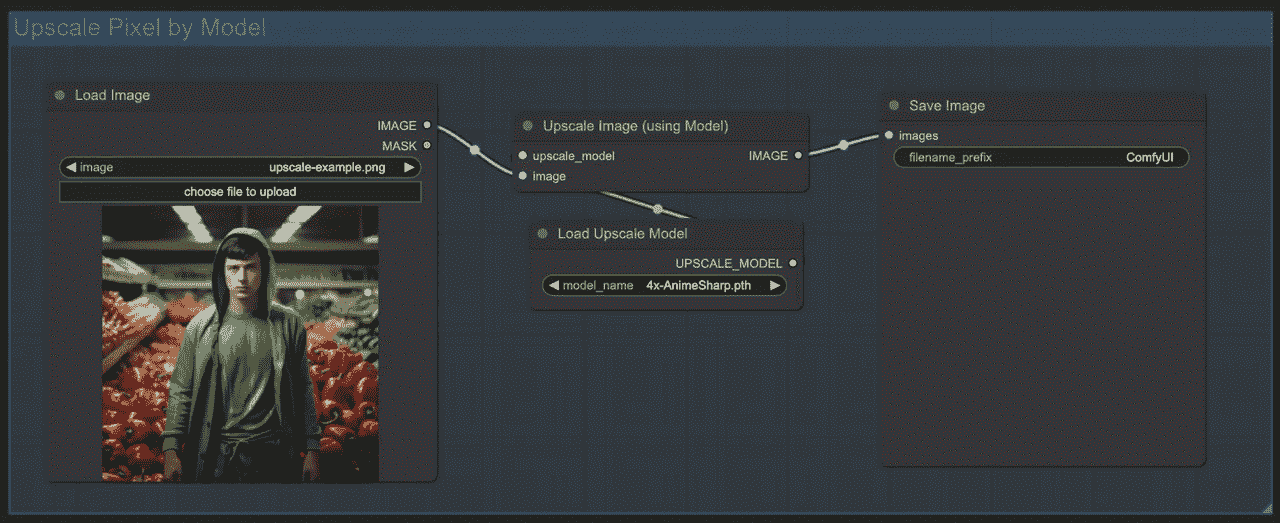 Upscale Pixel by Model
Load Image
IMAGE
MASK
image upscale-example.png
choose file to upload
Upscale Image (using Model)
upscale_model IMAGE
image
Load Upscale Model
UPSCALE_MODEL
model_name 4x-AnimeSharp.pth
Save Image
images
filename_prefix ComfyUI